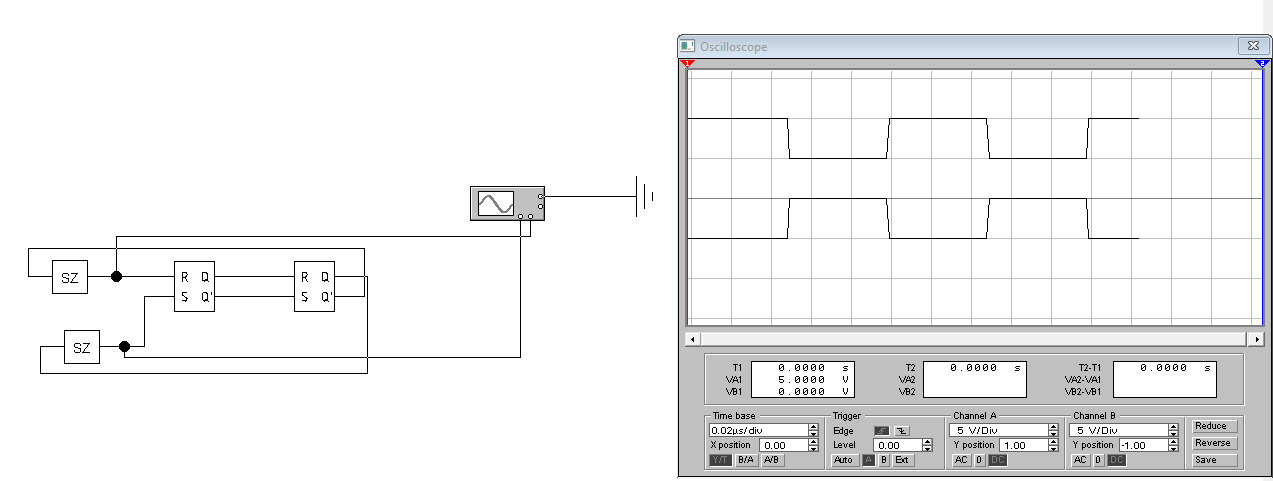 Oscilloscope
1
2
SZ
R Q
S Q'
R Q
S Q'
SZ
T1 0.0000 s
VA1 5.0000 V
VB1 0.0000 V
T2 0.0000 s
VA2
VB2
T2-T1 0.0000 s
VA2-VA1
VB2-VB1
Time base
0.02µs/div
X position 0.00
Y/T B/A A/B
Trigger
Edge
Level 0.00
Auto A B Ext
Channel A
5 V/Div
Y position 1.00
AC 0 DC
Channel B
5 V/Div
Y position -1.00
AC 0 DC
Reduce
Reverse
Save